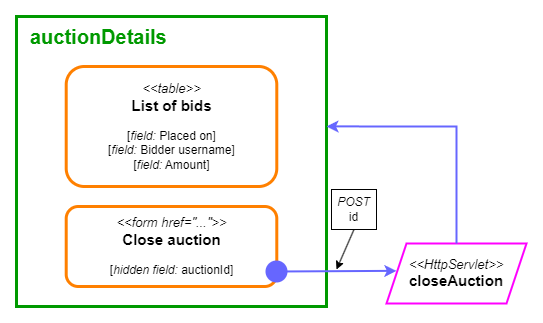 auctionDetails
<<table>>
List of bids
[field: Placed on]
[field: Bidder username]
[field: Amount]
<<form href="...">>
Close auction
[hidden field: auctionId]
POST
id
<<HttpServlet>>
closeAuction